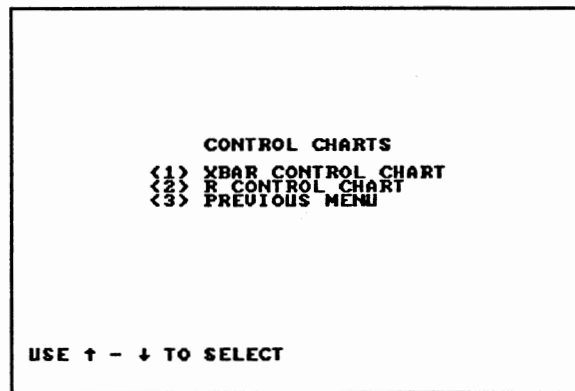 CONTROL CHARTS
<1> XBAR CONTROL CHART
<2> R CONTROL CHART
<3> PREVIOUS MENU
USE ↑ - ↓ TO SELECT